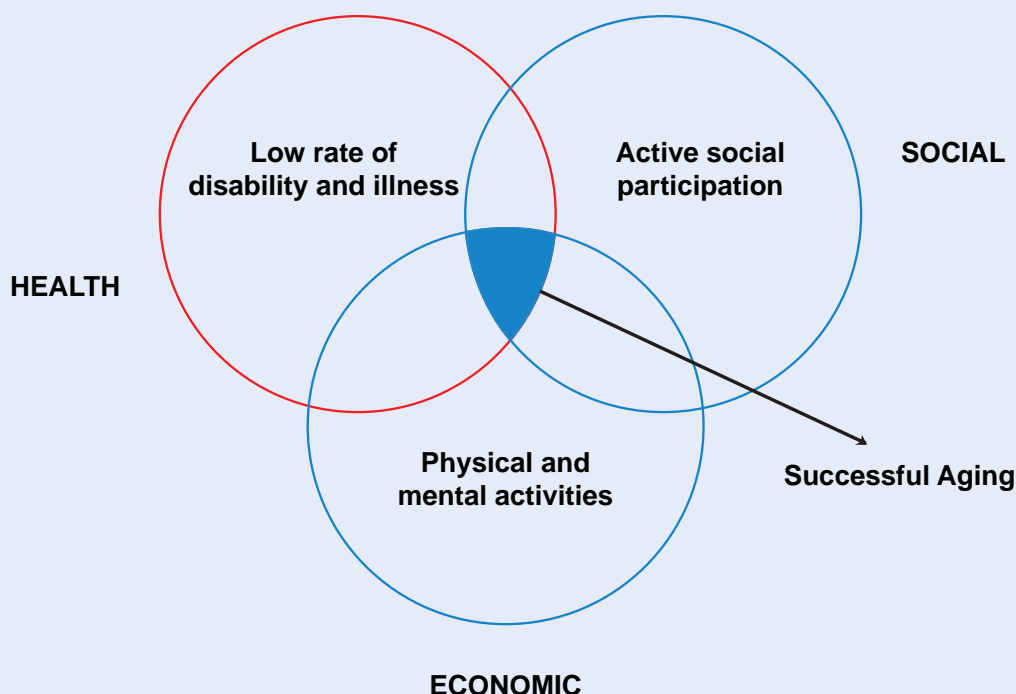 Low rate of
disability and illness
Active social
participation
SOCIAL
HEALTH
Physical and
mental activities
Successful Aging
ECONOMIC